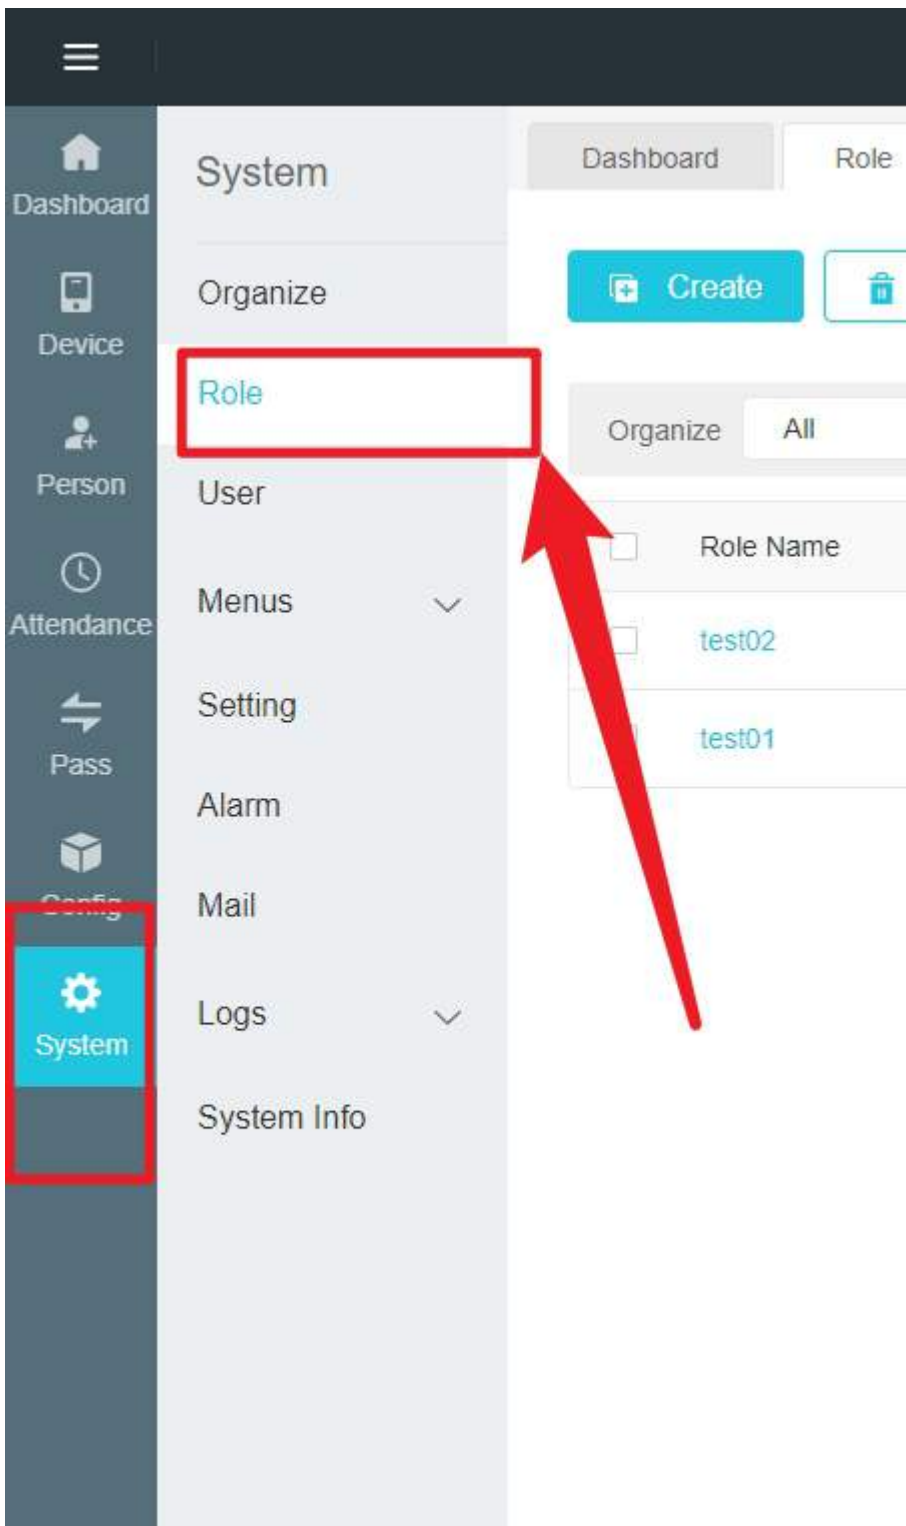 Dashboard
Device
Person
Attendance
Pass
Config
System
System
Organize
Role
User
Menus
Setting
Alarm
Mail
Logs
System Info
Dashboard Role
Create
Organize All
Role Name
test02
test01